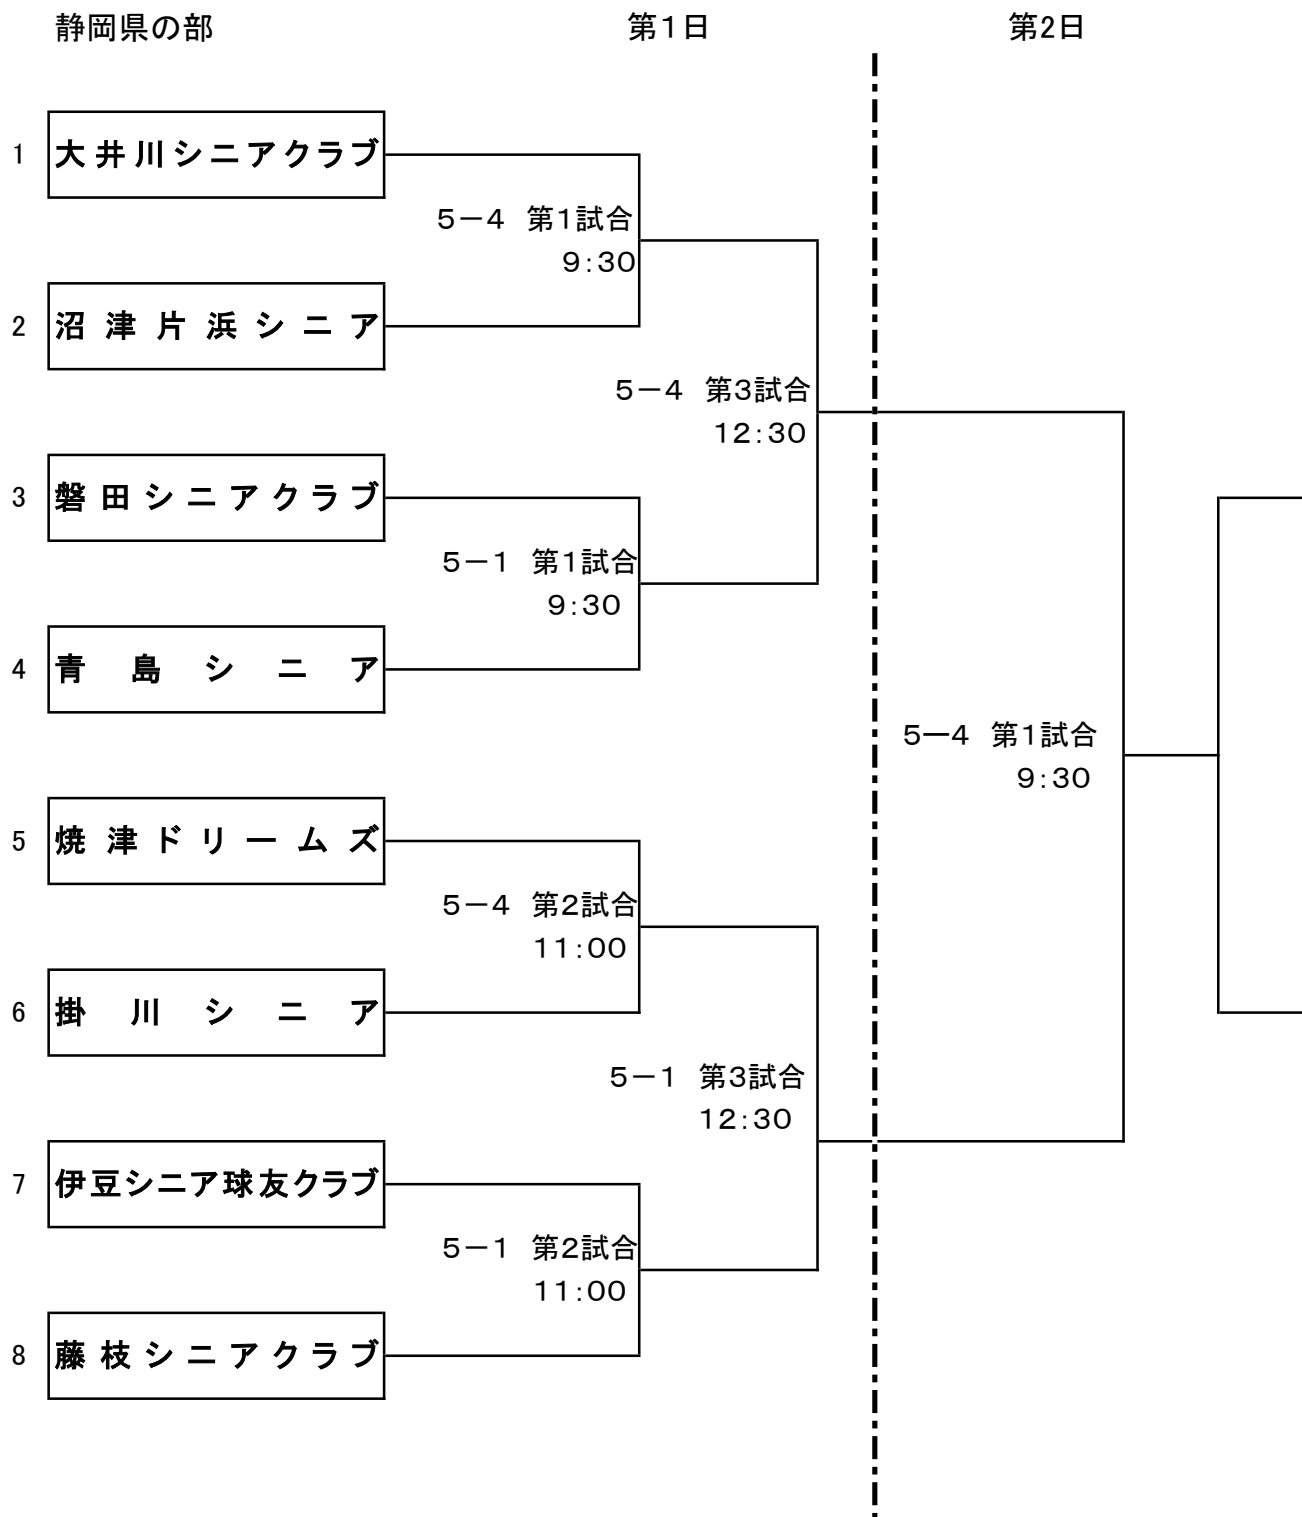 静岡県の部 第1日 第2日
1 大井川シニアクラブ
5－4 第1試合
9:30
2 沼津片浜シニア
5－4 第3試合
12:30
3 磐田シニアクラブ
5－1 第1試合
9:30
4 青島シニア
5－4 第1試合
9:30
5 焼津ドリームズ
5－4 第2試合
11:00
6 掛川シニア
5－1 第3試合
12:30
7 伊豆シニア球友クラブ
5－1 第2試合
11:00
8 藤枝シニアクラブ